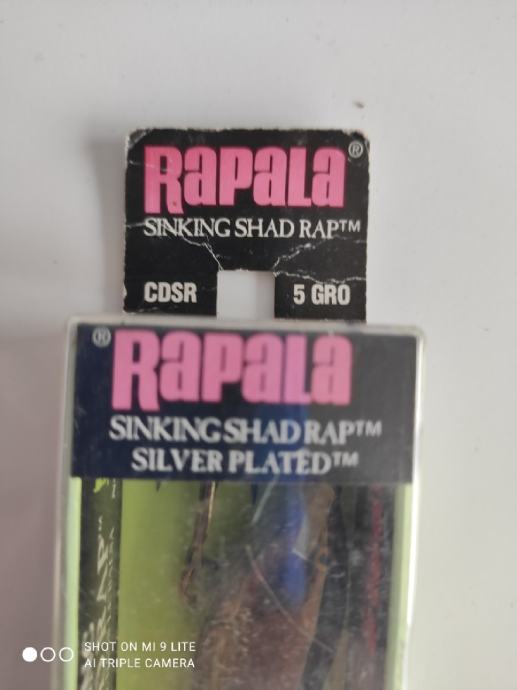 Rapala®
SINKING SHAD RAP™
CDSR 5 GRO
® Rapala
SINKING SHAD RAP™
SILVER PLATED™
SHOT ON MI 9 LITE
AI TRIPLE CAMERA